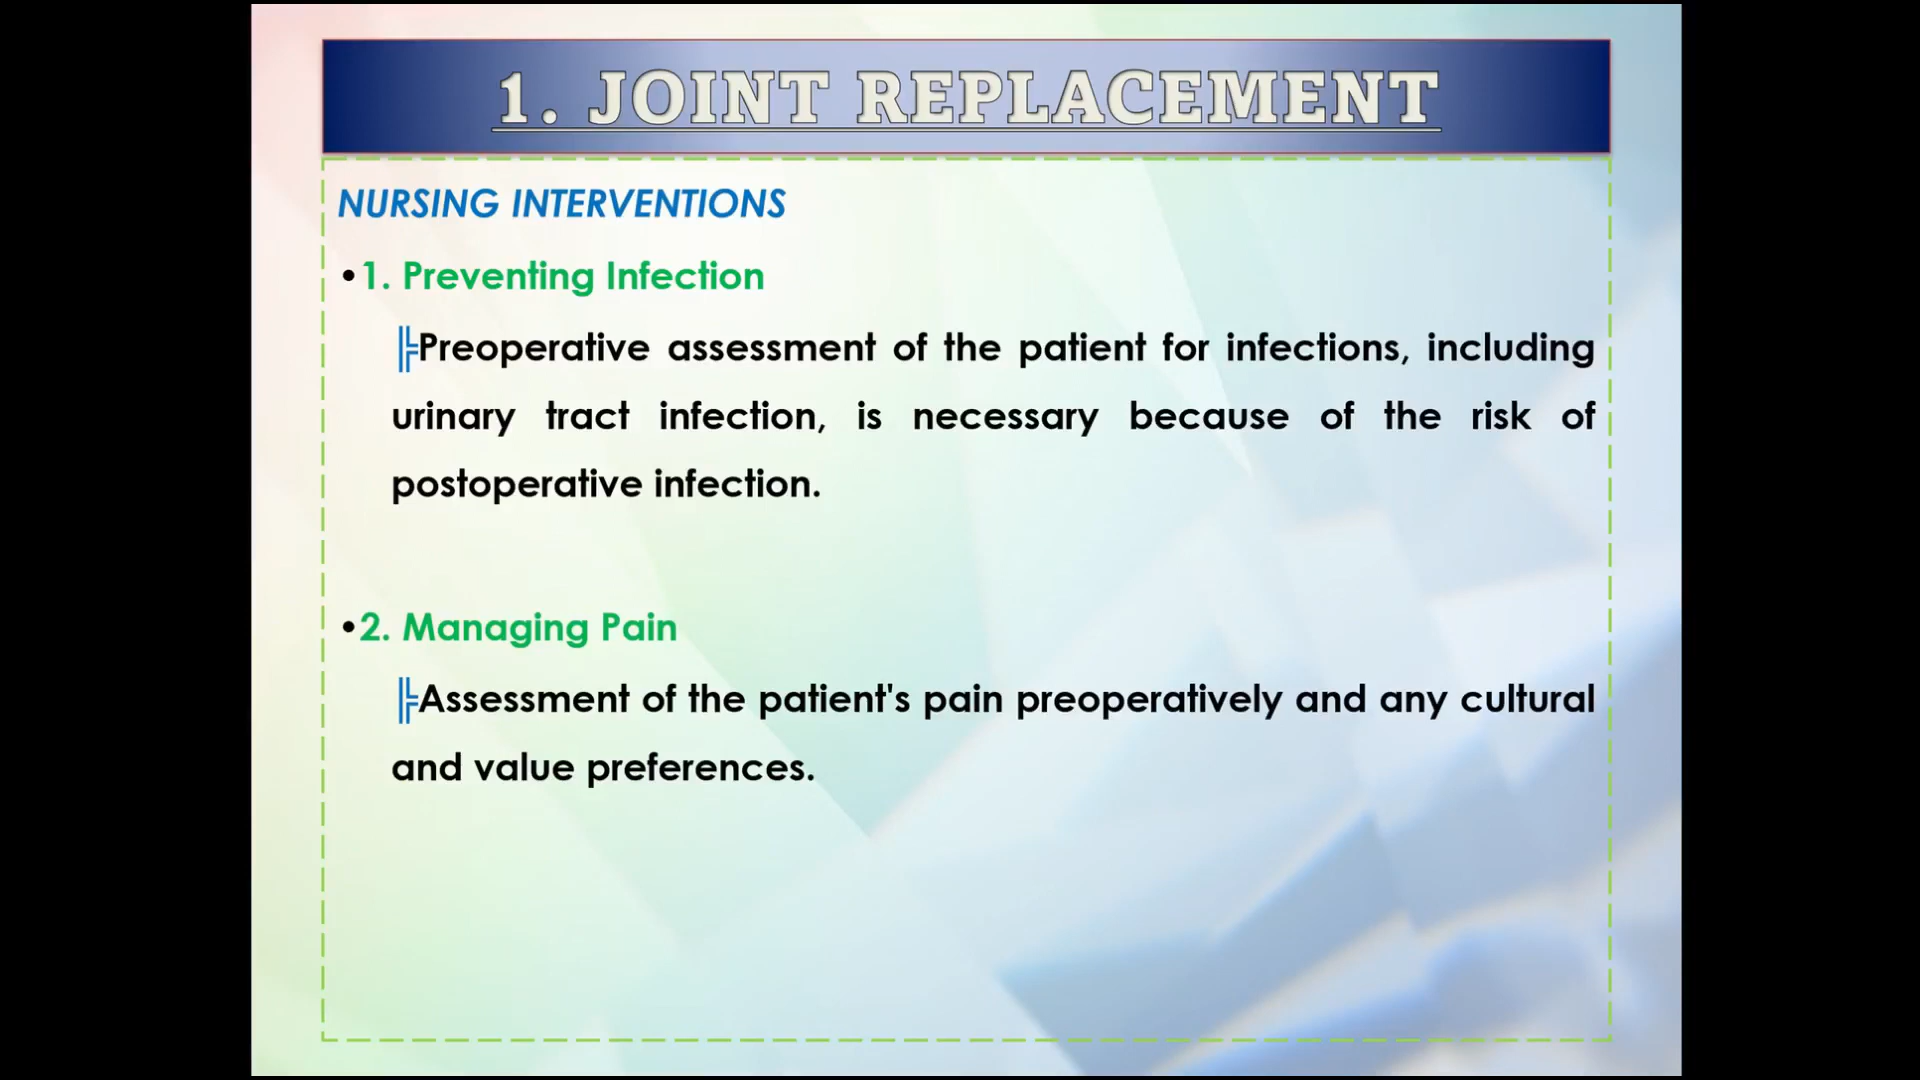 1. JOINT REPLACEMENT
NURSING INTERVENTIONS
•1. Preventing Infection
╠Preoperative assessment of the patient for infections, including
urinary tract infection, is necessary because of the risk of
postoperative infection.
•2. Managing Pain
╠Assessment of the patient's pain preoperatively and any cultural
and value preferences.